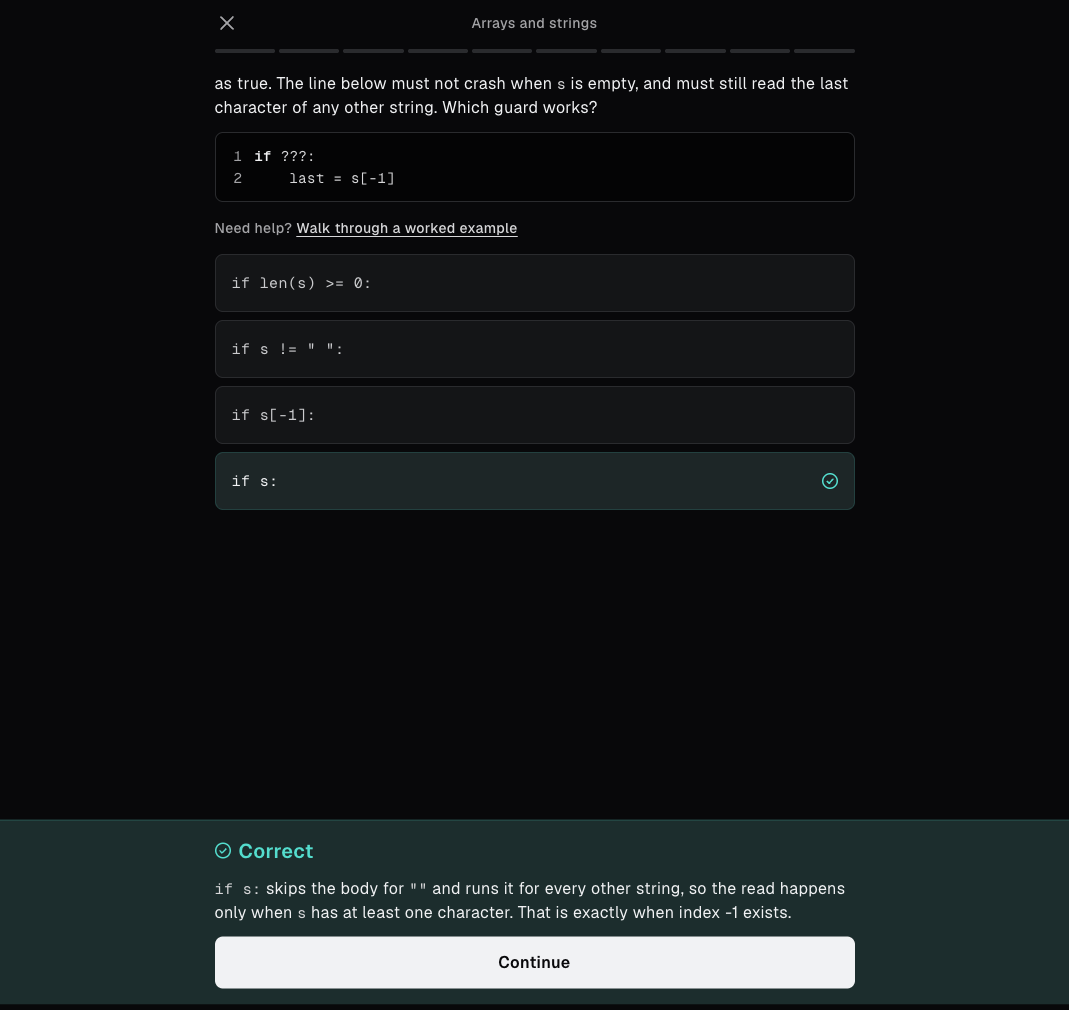 Arrays and strings
as true. The line below must not crash when s is empty, and must still read the last
character of any other string. Which guard works?
1 if ???:
2     last = s[-1]
Need help? Walk through a worked example
if len(s) >= 0:
if s != " ":
if s[-1]:
if s:
Correct
if s: skips the body for "" and runs it for every other string, so the read happens
only when s has at least one character. That is exactly when index -1 exists.
Continue